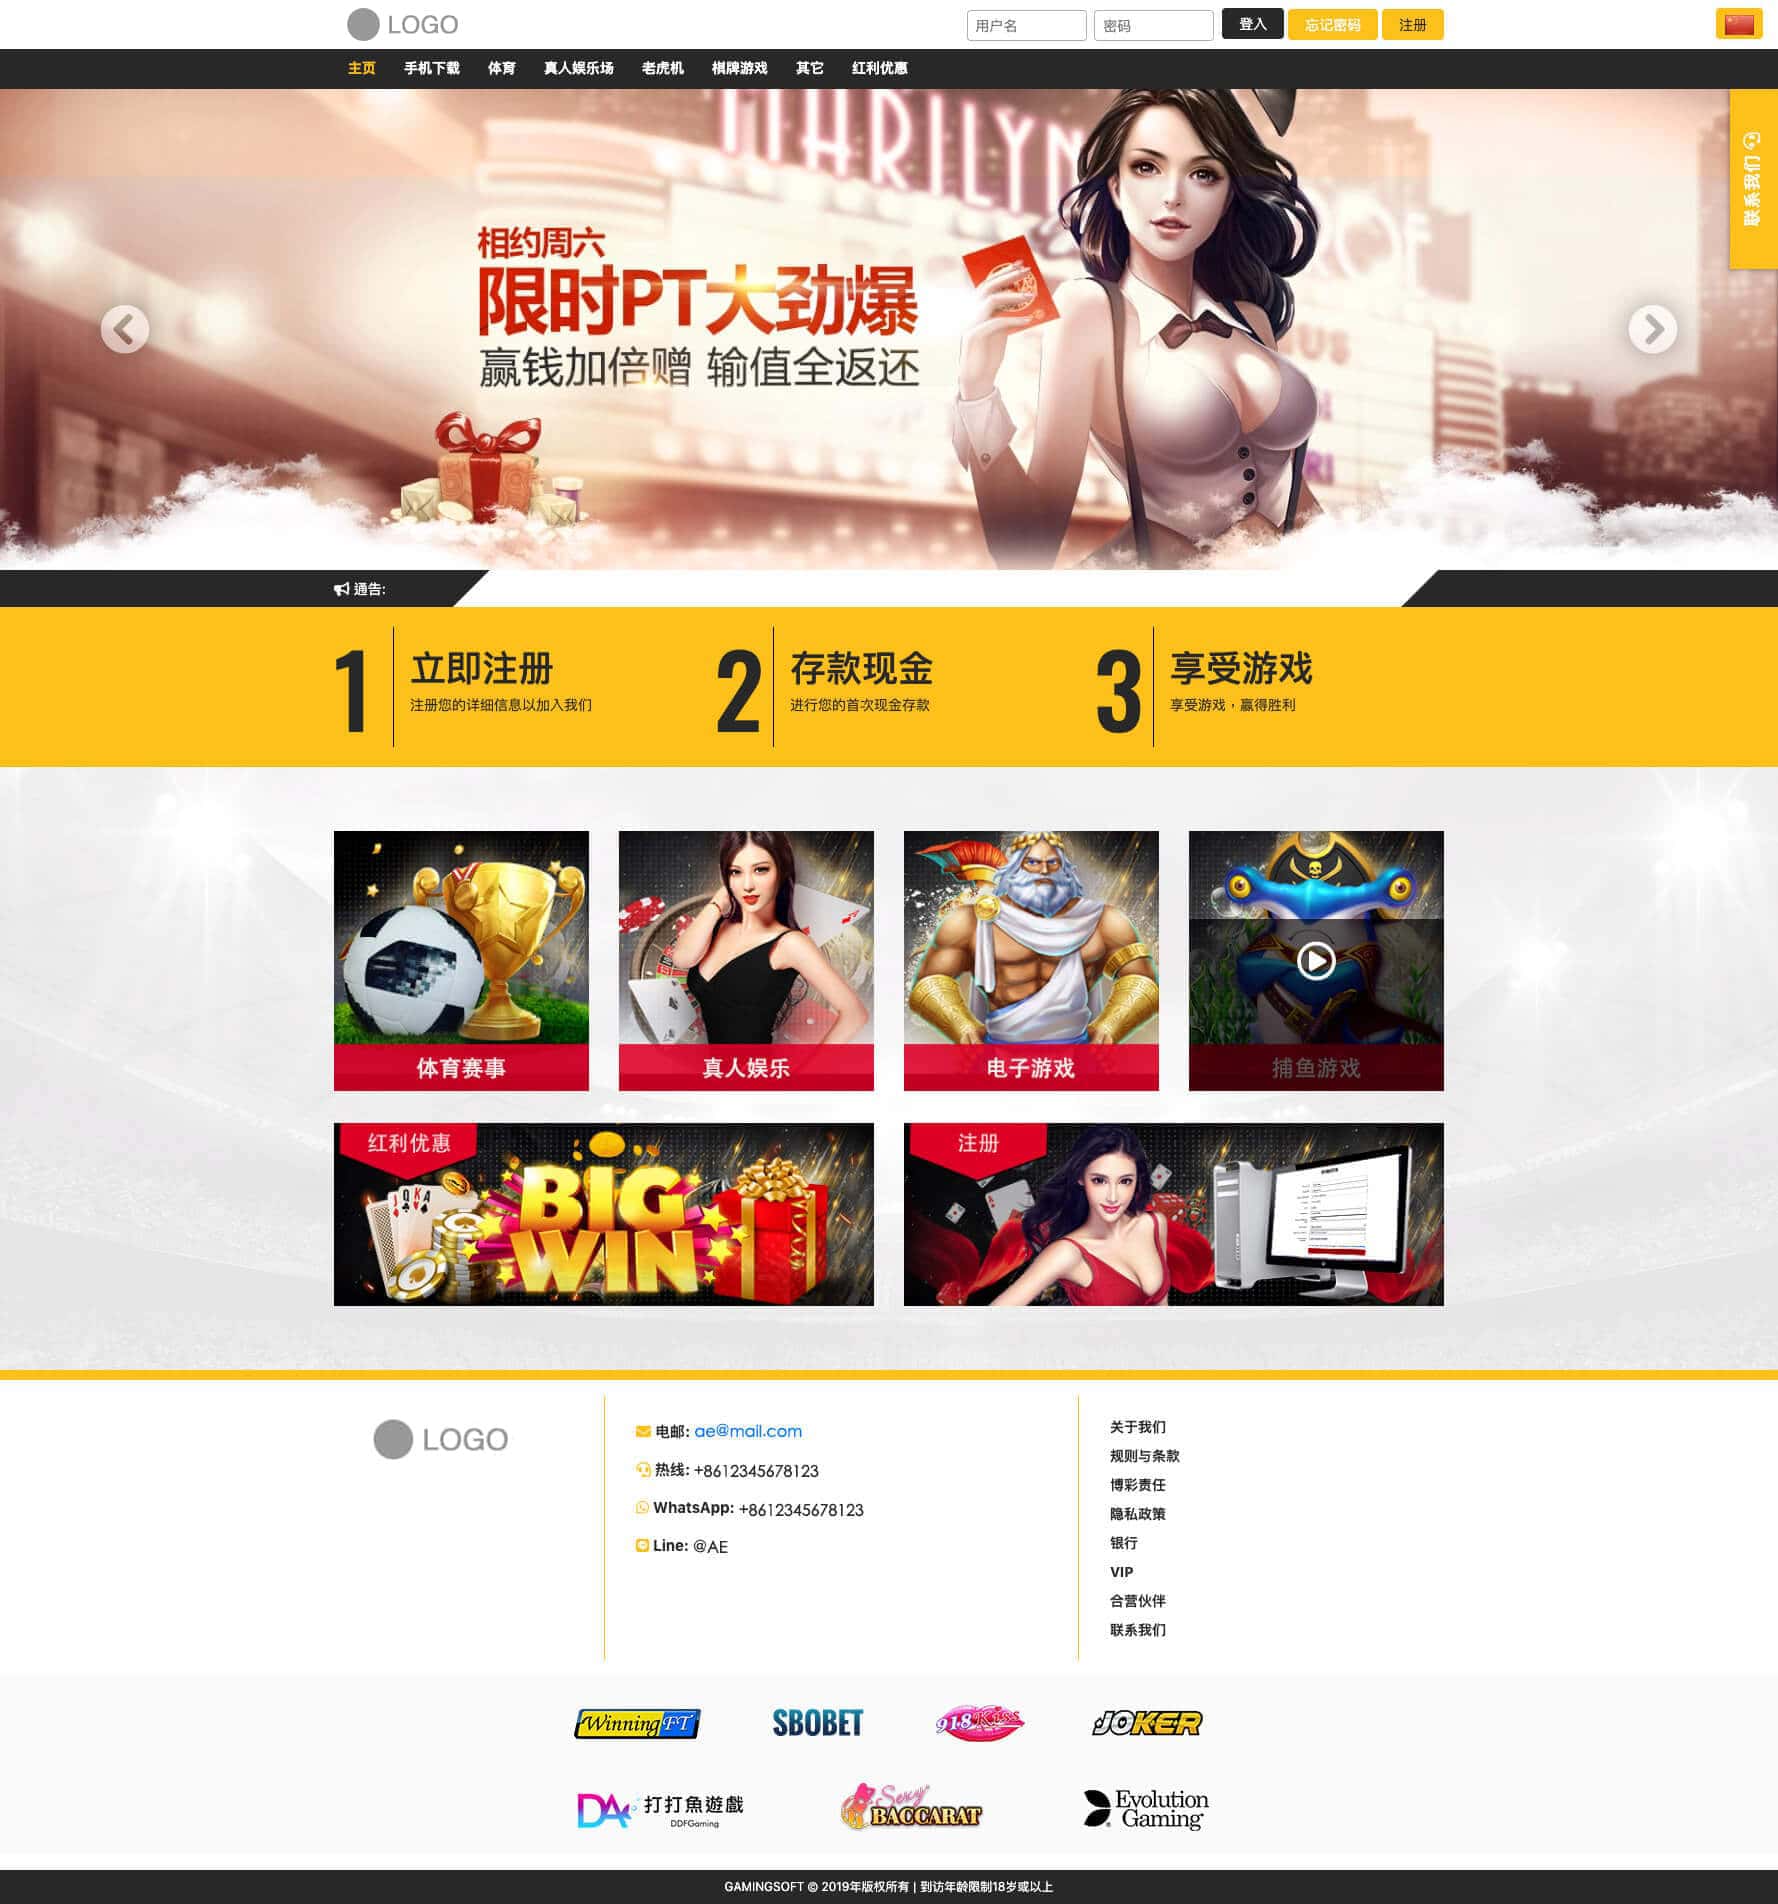 LOGO
用户名
密码
登入
忘记密码
注册
主页
手机下载
体育
真人娱乐场
老虎机
棋牌游戏
其它
红利优惠
联系我们
MARILYN
相约周六
限时PT大劲爆
赢钱加倍赠 输值全返还
通告:
1
立即注册
注册您的详细信息以加入我们
2
存款现金
进行您的首次现金存款
3
享受游戏
享受游戏，赢得胜利
体育赛事
真人娱乐
电子游戏
捕鱼游戏
红利优惠
BIG
WIN
注册
LOGO
电邮: ae@mail.com
热线: +8612345678123
WhatsApp: +8612345678123
Line: @AE
关于我们
规则与条款
博彩责任
隐私政策
银行
VIP
合营伙伴
联系我们
WinningFT
SBOBET
918Kiss
JOKER
打打魚遊戲
DDFGaming
Sexy
BACCARAT
Evolution
Gaming
GAMINGSOFT © 2019年版权所有 | 到访年龄限制18岁或以上